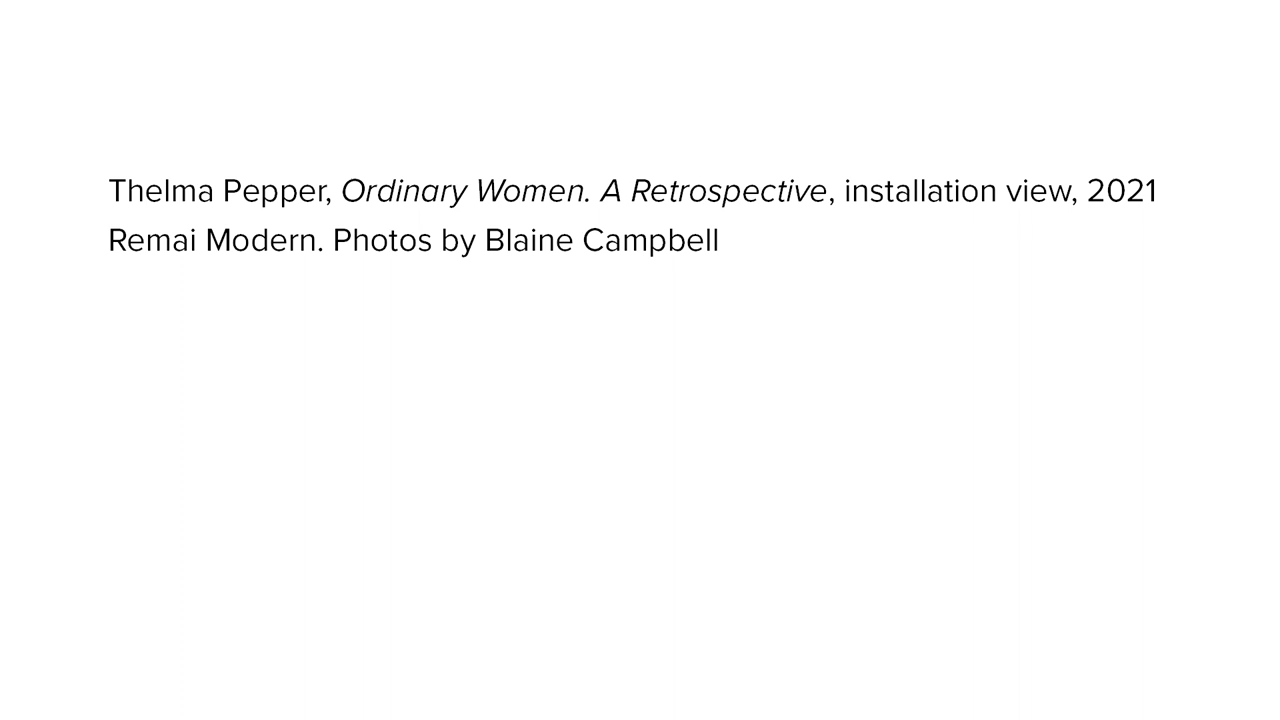 Thelma Pepper, Ordinary Women. A Retrospective, installation view, 2021
Remai Modern. Photos by Blaine Campbell